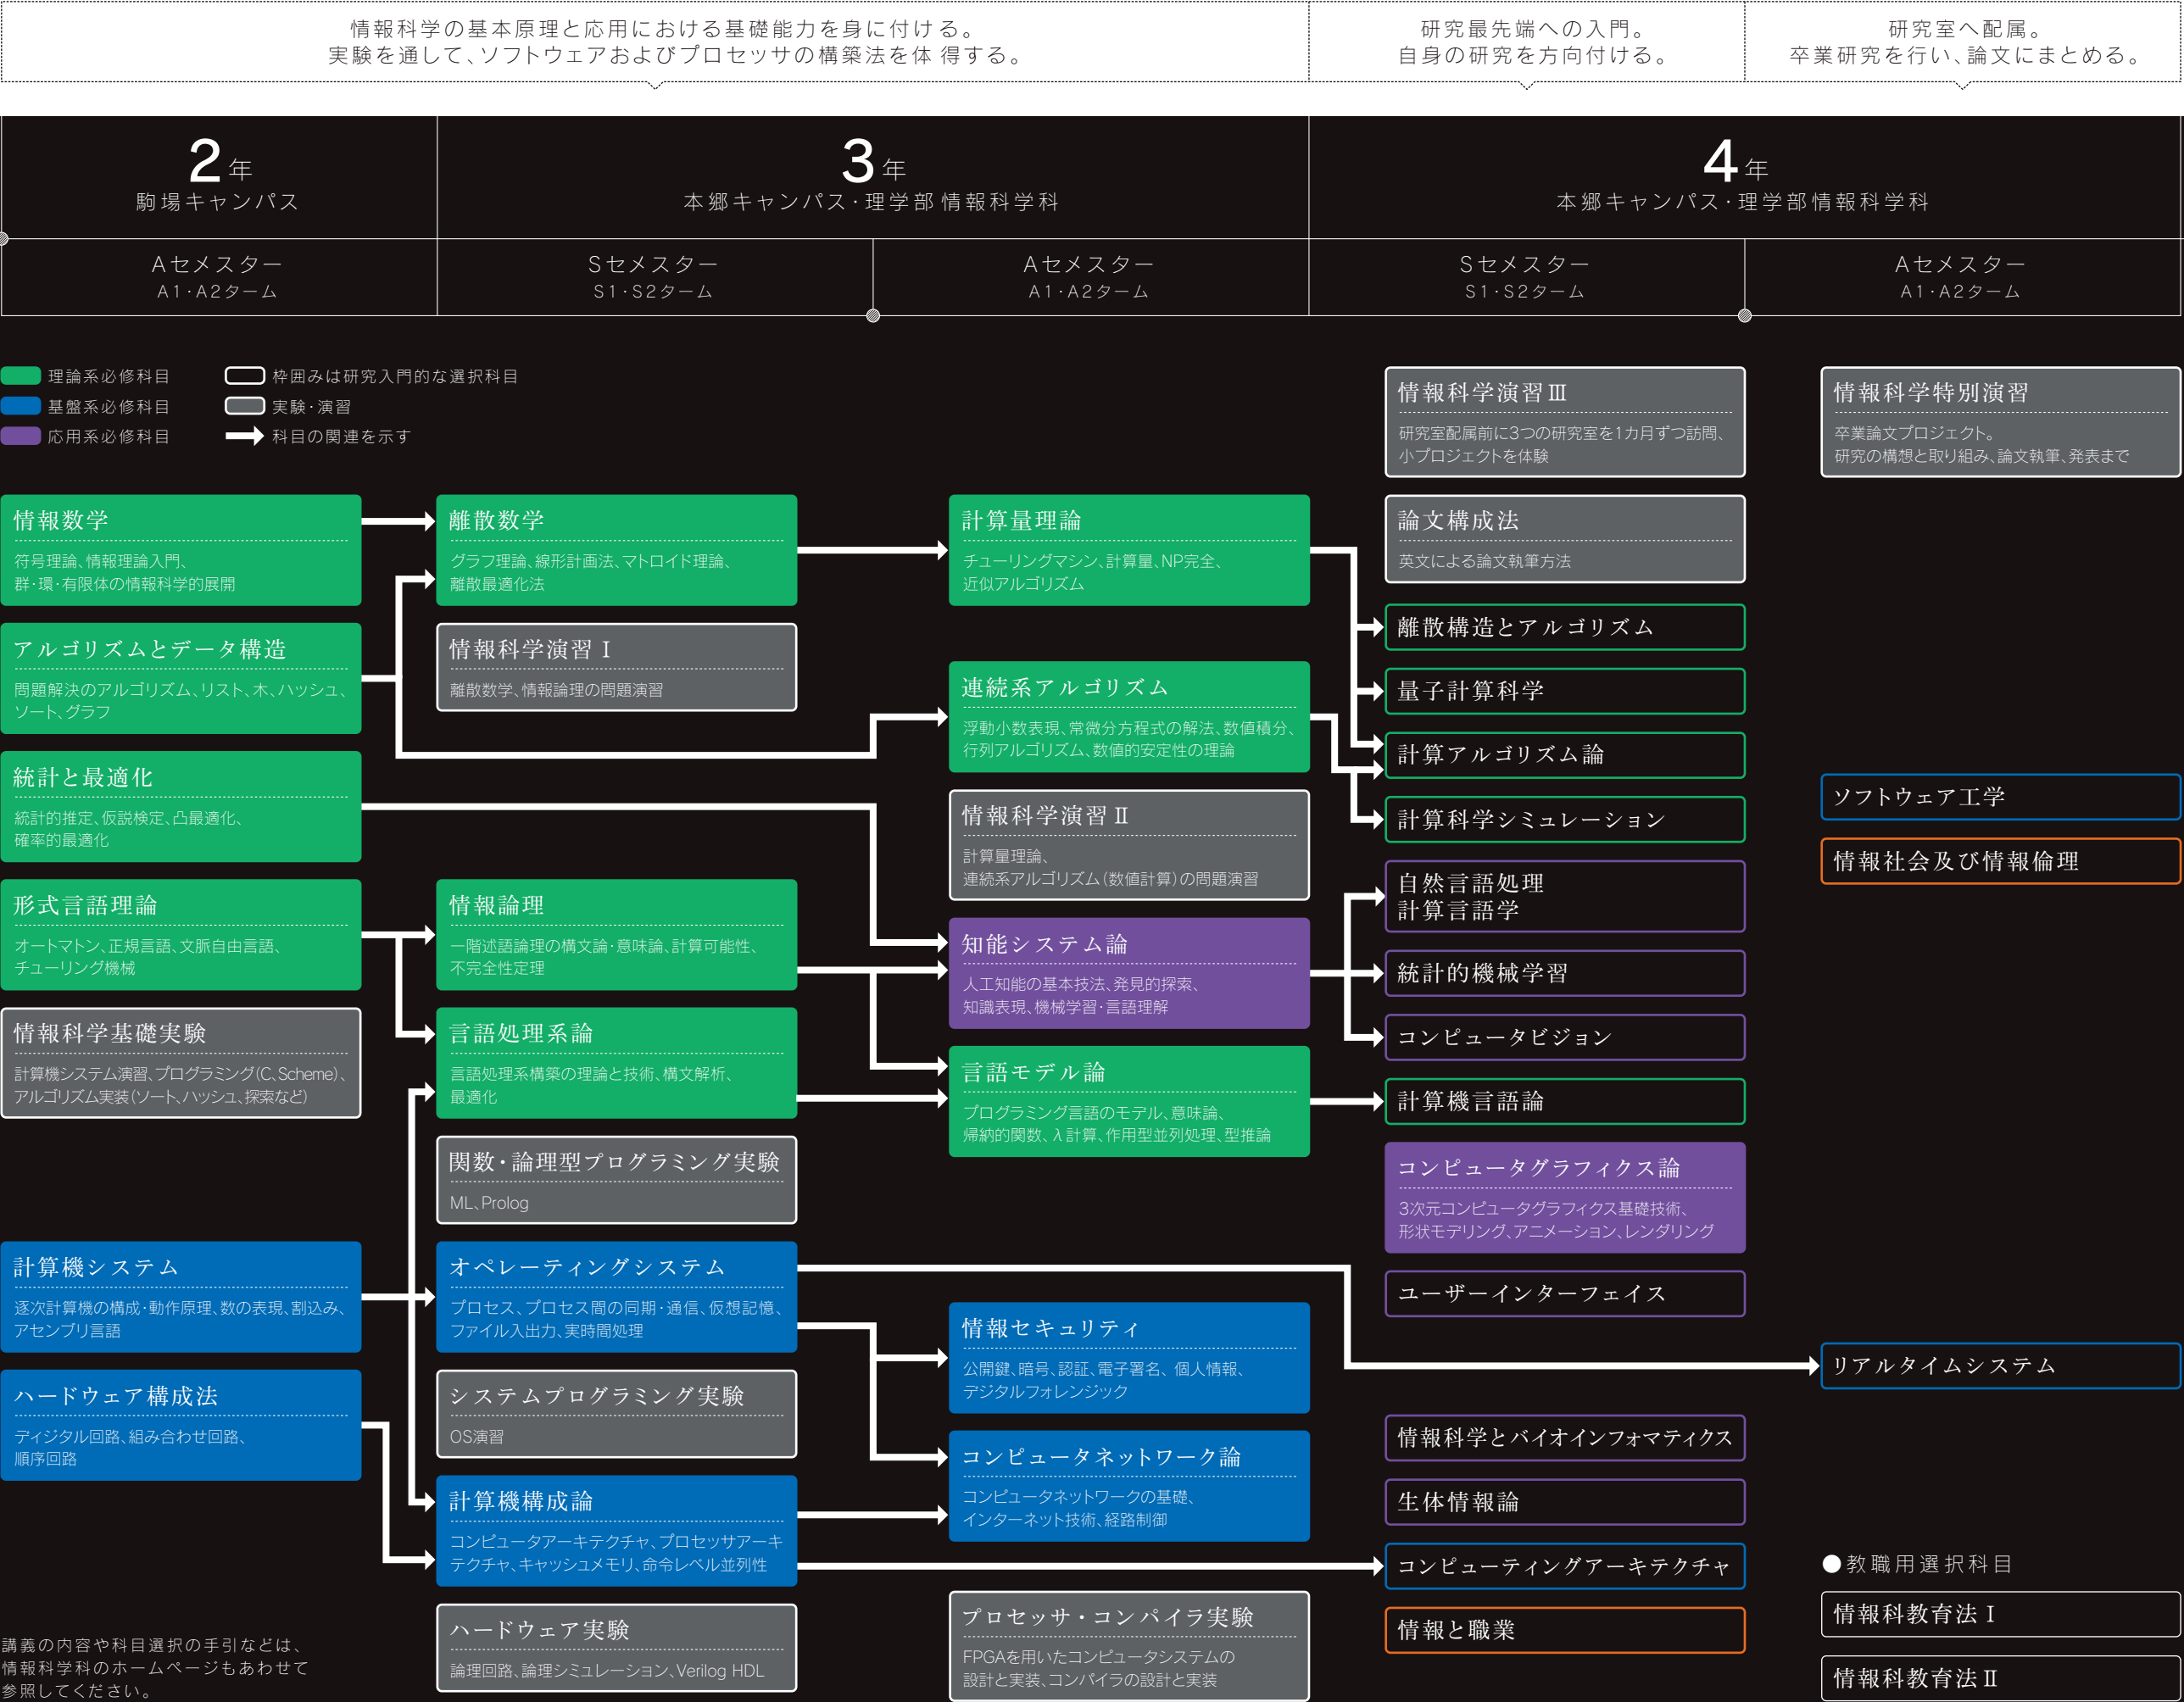 情報科学の基本原理と応用における基礎能力を身に付ける。
実験を通して、ソフトウェアおよびプロセッサの構築法を体 得する。
研究最先端への入門。
自身の研究を方向付ける。
研究室へ配属。
卒業研究を行い、論文にまとめる。
2年
駒場キャンパス
3年
本郷キャンパス・理学部 情報科学科
4年
本郷キャンパス・理学部情報科学科
Aセメスター
A1・A2ターム
Sセメスター
S1・S2ターム
Aセメスター
A1・A2ターム
Sセメスター
S1・S2ターム
Aセメスター
A1・A2ターム
理論系必修科目
基盤系必修科目
応用系必修科目
枠囲みは研究入門的な選択科目
実験・演習
科目の関連を示す
情報数学
符号理論、情報理論入門、
群・環・有限体の情報科学的展開
アルゴリズムとデータ構造
問題解決のアルゴリズム、リスト、木、ハッシュ、
ソート、グラフ
統計と最適化
統計的推定、仮説検定、凸最適化、
確率的最適化
形式言語理論
オートマトン、正規言語、文脈自由言語、
チューリング機械
情報科学基礎実験
計算機システム演習、プログラミング(C、Scheme)、
アルゴリズム実装(ソート、ハッシュ、探索など)
計算機システム
逐次計算機の構成・動作原理、数の表現、割込み、
アセンブリ言語
ハードウェア構成法
ディジタル回路、組み合わせ回路、
順序回路
講義の内容や科目選択の手引などは、
情報科学科のホームページもあわせて
参照してください。
離散数学
グラフ理論、線形計画法、マトロイド理論、
離散最適化法
情報科学演習 I
離散数学、情報論理の問題演習
情報論理
一階述語論理の構文論・意味論、計算可能性、
不完全性定理
言語処理系論
言語処理系構築の理論と技術、構文解析、
最適化
関数・論理型プログラミング実験
ML、Prolog
オペレーティングシステム
プロセス、プロセス間の同期・通信、仮想記憶、
ファイル入出力、実時間処理
システムプログラミング実験
OS演習
計算機構成論
コンピュータアーキテクチャ、プロセッサアーキ
テクチャ、キャッシュメモリ、命令レベル並列性
ハードウェア実験
論理回路、論理シミュレーション、Verilog HDL
計算量理論
チューリングマシン、計算量、NP完全、
近似アルゴリズム
連続系アルゴリズム
浮動小数表現、常微分方程式の解法、数値積分、
行列アルゴリズム、数値的安定性の理論
情報科学演習 II
計算量理論、
連続系アルゴリズム(数値計算)の問題演習
知能システム論
人工知能の基本技法、発見的探索、
知識表現、機械学習・言語理解
言語モデル論
プログラミング言語のモデル、意味論、
帰納的関数、λ計算、作用型並列処理、型推論
情報セキュリティ
公開鍵、暗号、認証、電子署名、個人情報、
デジタルフォレンジック
コンピュータネットワーク論
コンピュータネットワークの基礎、
インターネット技術、経路制御
プロセッサ・コンパイラ実験
FPGAを用いたコンピュータシステムの
設計と実装、コンパイラの設計と実装
情報科学演習 III
研究室配属前に3つの研究室を1カ月ずつ訪問、
小プロジェクトを体験
論文構成法
英文による論文執筆方法
離散構造とアルゴリズム
量子計算科学
計算アルゴリズム論
計算科学シミュレーション
自然言語処理
計算言語学
統計的機械学習
コンピュータビジョン
計算機言語論
コンピュータグラフィクス論
3次元コンピュータグラフィクス基礎技術、
形状モデリング、アニメーション、レンダリング
ユーザーインターフェイス
情報科学とバイオインフォマティクス
生体情報論
コンピューティングアーキテクチャ
情報と職業
情報科学特別演習
卒業論文プロジェクト。
研究の構想と取り組み、論文執筆、発表まで
ソフトウェア工学
情報社会及び情報倫理
リアルタイムシステム
●教職用選択科目
情報科教育法 I
情報科教育法 II